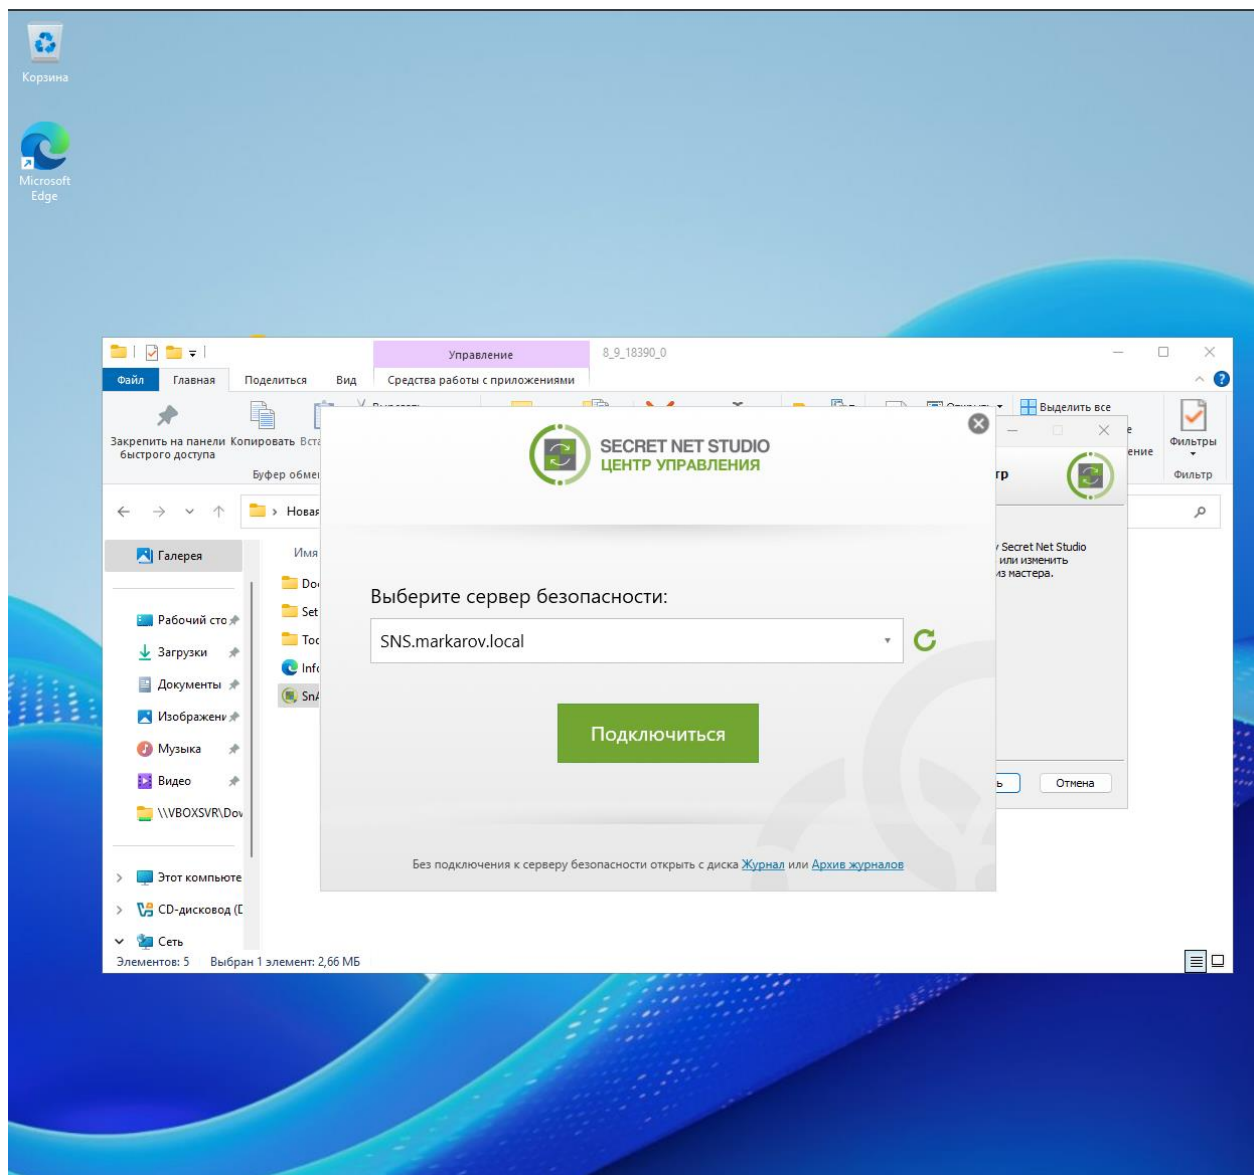 Корзина
Microsoft
Edge
Управление
8_9_18390_0
Файл
Главная
Поделиться
Вид
Средства работы с приложениями
Выделить все
Закрепить на панели
быстрого доступа
Копировать
Фильтры
Буфер
Фильтр
SECRET NET STUDIO
ЦЕНТР УПРАВЛЕНИЯ
Галерея
Secret Net Studio
или изменить
из мастера.
Выберите сервер безопасности:
Рабочий сто
SNS.markarov.local
Загрузки
Документы
Изображени
Подключиться
Музыка
Видео
Отмена
\\VBOXSVR\Dov
Без подключения к серверу безопасности открыть с диска Журнал или Архив журналов
Этот компьюте
CD-дисковод (D
Сеть
Элементов: 5
Выбран 1 элемент: 2,66 МБ